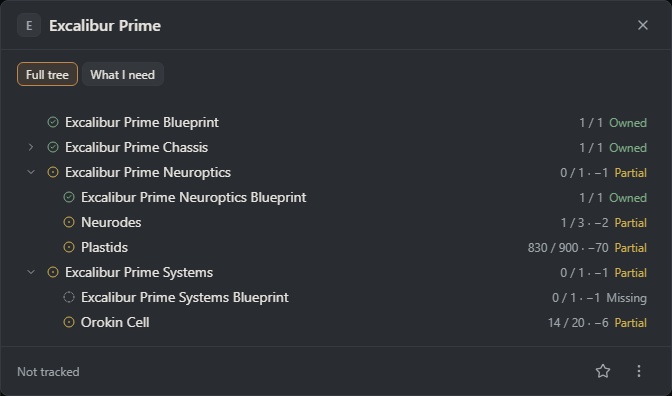 E Excalibur Prime
Full tree What I need
Excalibur Prime Blueprint 1 / 1 Owned
Excalibur Prime Chassis 1 / 1 Owned
Excalibur Prime Neuroptics 0 / 1 · −1 Partial
Excalibur Prime Neuroptics Blueprint 1 / 1 Owned
Neurodes 1 / 3 · −2 Partial
Plastids 830 / 900 · −70 Partial
Excalibur Prime Systems 0 / 1 · −1 Partial
Excalibur Prime Systems Blueprint 0 / 1 · −1 Missing
Orokin Cell 14 / 20 · −6 Partial
Not tracked